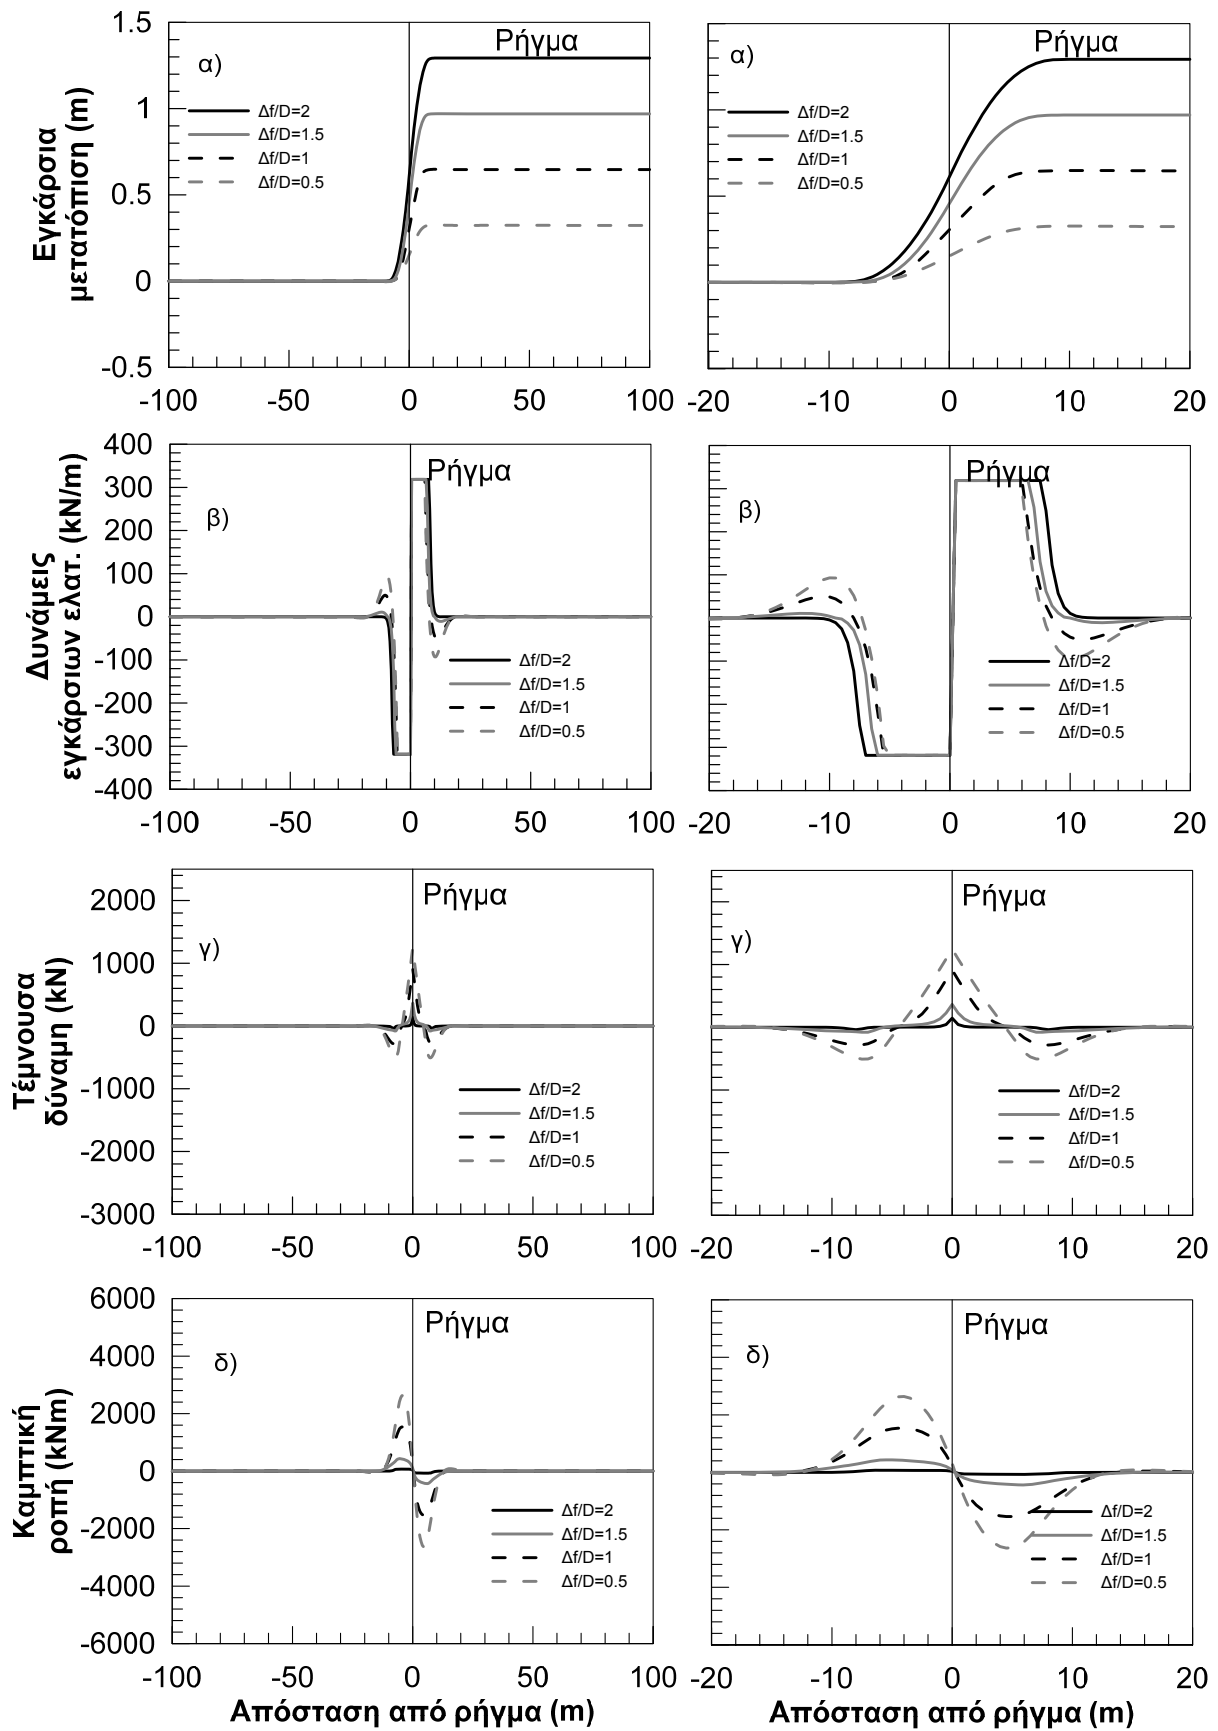 Εγκάρσια
μετατόπιση (m)
1.5
1
0.5
0
-0.5
α)
Ρήγμα
Δf/D=2
Δf/D=1.5
Δf/D=1
Δf/D=0.5
-100 -50 0 50 100
α)
Ρήγμα
Δf/D=2
Δf/D=1.5
Δf/D=1
Δf/D=0.5
-20 -10 0 10 20
Δυνάμεις
εγκάρσιων ελατ. (kN/m)
400
300
200
100
0
-100
-200
-300
-400
β)
Ρήγμα
Δf/D=2
Δf/D=1.5
Δf/D=1
Δf/D=0.5
-100 -50 0 50 100
β)
Ρήγμα
Δf/D=2
Δf/D=1.5
Δf/D=1
Δf/D=0.5
-20 -10 0 10 20
Τέμνουσα
δύναμη (kN)
2000
1000
0
-1000
-2000
-3000
γ)
Ρήγμα
Δf/D=2
Δf/D=1.5
Δf/D=1
Δf/D=0.5
-100 -50 0 50 100
γ)
Ρήγμα
Δf/D=2
Δf/D=1.5
Δf/D=1
Δf/D=0.5
-20 -10 0 10 20
Καμπτική
ροπή (kNm)
6000
4000
2000
0
-2000
-4000
-6000
δ)
Ρήγμα
Δf/D=2
Δf/D=1.5
Δf/D=1
Δf/D=0.5
-100 -50 0 50 100
Απόσταση από ρήγμα (m)
δ)
Ρήγμα
Δf/D=2
Δf/D=1.5
Δf/D=1
Δf/D=0.5
-20 -10 0 10 20
Απόσταση από ρήγμα (m)